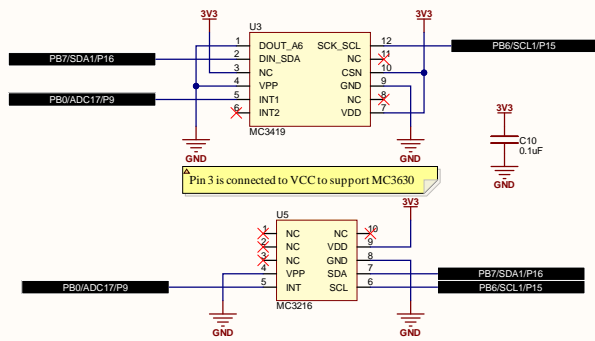 3V3
U3
3V3
1 DOUT_A6 SCK_SCL 12 PB6/SCL1/P15
PB7/SDA1/P16 2 DIN_SDA NC 11
3 NC CSN 10
4 VPP GND 9
PB0/ADC17/P9 5 INT1 NC 8
6 INT2 VDD 7
MC3419
3V3
C10
0.1uF
GND
GND
GND
Pin 3 is connected to VCC to support MC3630
3V3
U5
1 NC NC 10
2 NC VDD 9
3 NC GND 8
4 VPP SDA 7 PB7/SDA1/P16
PB0/ADC17/P9 5 INT SCL 6 PB6/SCL1/P15
MC3216
GND
GND